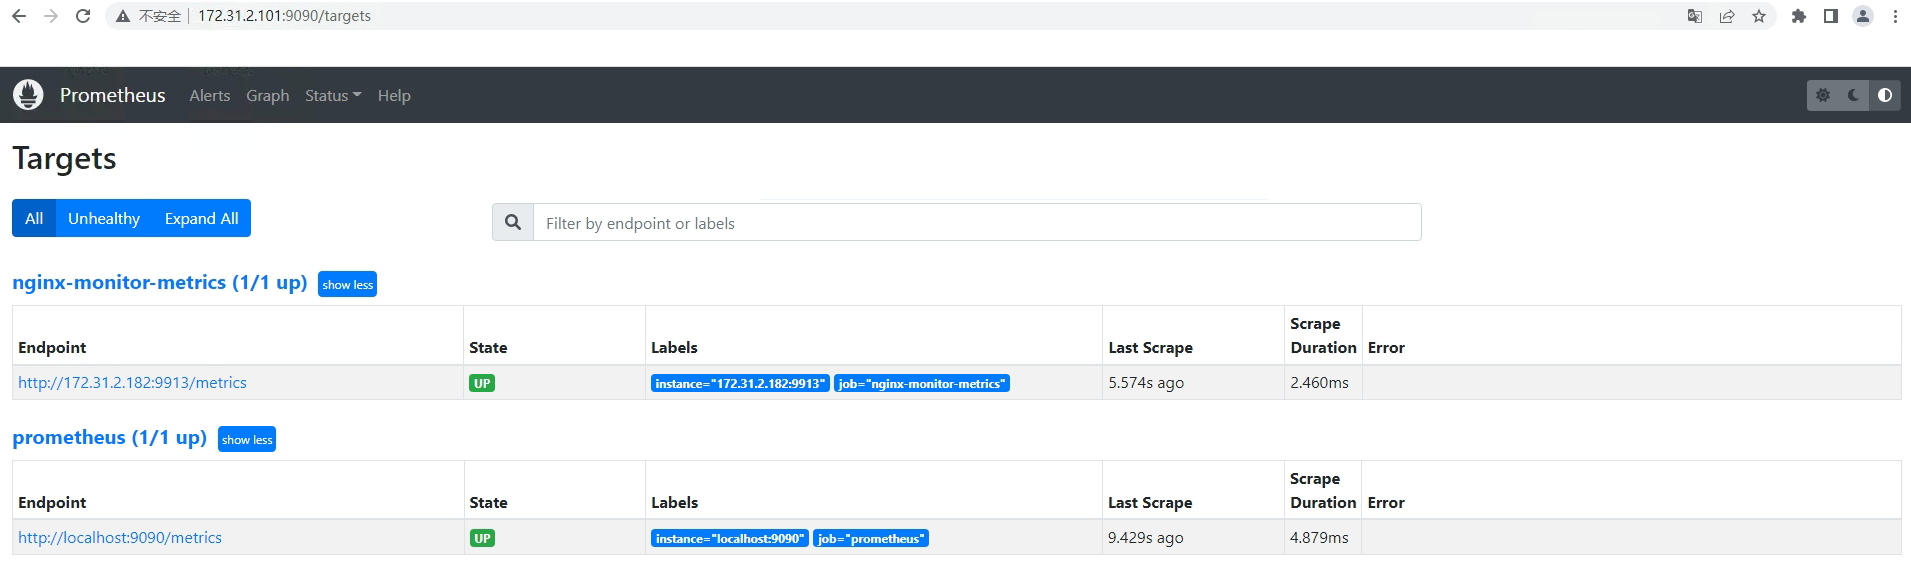 不安全 | 172.31.2.101:9090/targets
Prometheus Alerts Graph Status Help
Targets
All Unhealthy Expand All
Filter by endpoint or labels
nginx-monitor-metrics (1/1 up) show less
Endpoint State Labels Last Scrape Scrape Duration Error
http://172.31.2.182:9913/metrics UP instance="172.31.2.182:9913" job="nginx-monitor-metrics" 5.574s ago 2.460ms
prometheus (1/1 up) show less
Endpoint State Labels Last Scrape Scrape Duration Error
http://localhost:9090/metrics UP instance="localhost:9090" job="prometheus" 9.429s ago 4.879ms